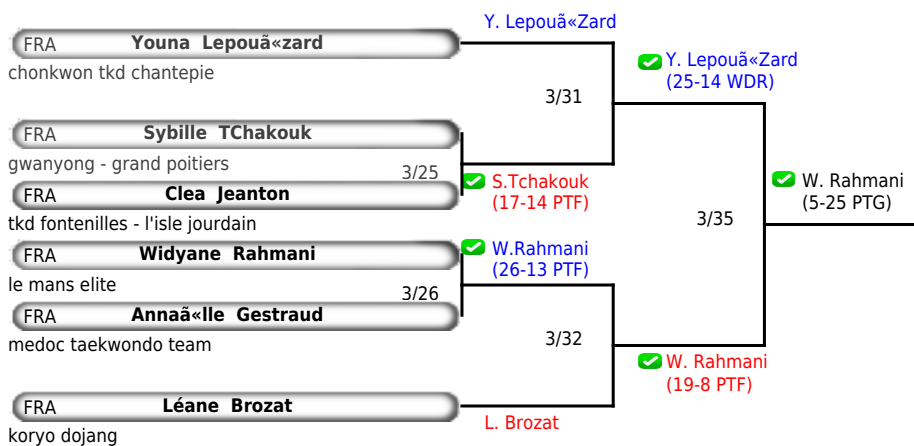 Y. Lepouã«Zard
FRA Youna Lepouã«zard
chonkwon tkd chantepie
Y. Lepouã«Zard
(25-14 WDR)
3/31
FRA Sybille TChakouk
gwanyong - grand poitiers
3/25
S.Tchakouk
(17-14 PTF)
FRA Clea Jeanton
tkd fontenilles - l'isle jourdain
W. Rahmani
(5-25 PTG)
3/35
FRA Widyane Rahmani
le mans elite
W.Rahmani
(26-13 PTF)
3/26
FRA Annaã«lle Gestraud
medoc taekwondo team
3/32
W. Rahmani
(19-8 PTF)
FRA Léane Brozat
koryo dojang
L. Brozat